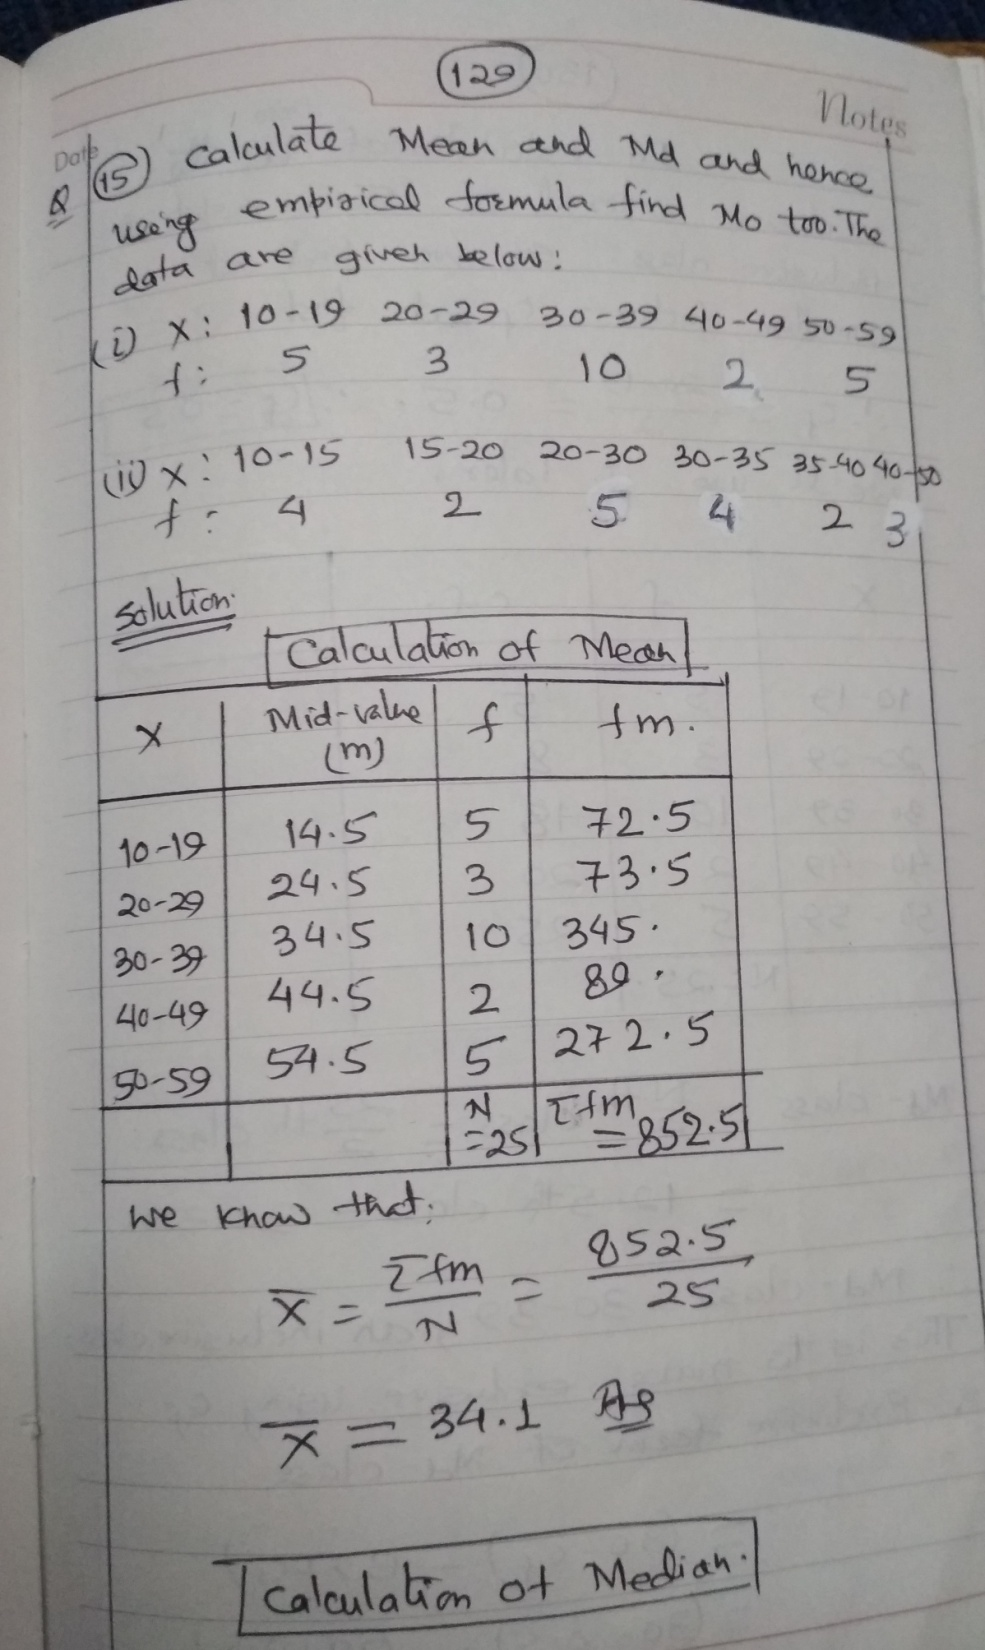 129
Notes
Date
Q (15) Calculate Mean and Md and hence
using empirical formula find Mo too. The
data are given below:
(i) X: 10-19 20-29 30-39 40-49 50-59
f: 5 3 10 2 5
(ii) X: 10-15 15-20 20-30 30-35 35-40 40-50
f: 4 2 5 4 2 3
Solution.
Calculation of Mean
X Mid-value (m) f fm.
10-19 14.5 5 72.5
20-29 24.5 3 73.5
30-39 34.5 10 345.
40-49 44.5 2 89.
50-59 54.5 5 272.5
N =25 Σfm =852.5
We know that:
X̄ = Σfm/N = 852.5/25
X̄ = 34.1 Ans
Calculation of Median.